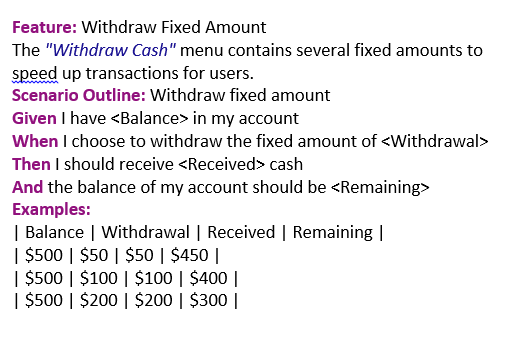 Feature: Withdraw Fixed Amount
The "Withdraw Cash" menu contains several fixed amounts to
speed up transactions for users.
Scenario Outline: Withdraw fixed amount
Given I have <Balance> in my account
When I choose to withdraw the fixed amount of <Withdrawal>
Then I should receive <Received> cash
And the balance of my account should be <Remaining>
Examples:
| Balance | Withdrawal | Received | Remaining |
| $500 | $50 | $50 | $450 |
| $500 | $100 | $100 | $400 |
| $500 | $200 | $200 | $300 |